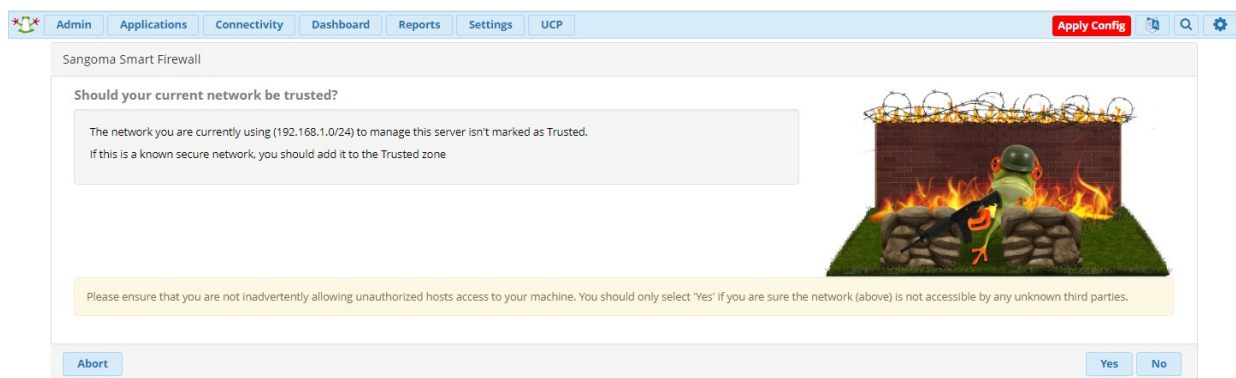 Admin Applications Connectivity Dashboard Reports Settings UCP Apply Config
Sangoma Smart Firewall
Should your current network be trusted?
The network you are currently using (192.168.1.0/24) to manage this server isn't marked as Trusted.
If this is a known secure network, you should add it to the Trusted zone
Please ensure that you are not inadvertently allowing unauthorized hosts access to your machine. You should only select 'Yes' if you are sure the network (above) is not accessible by any unknown third parties.
Abort Yes No